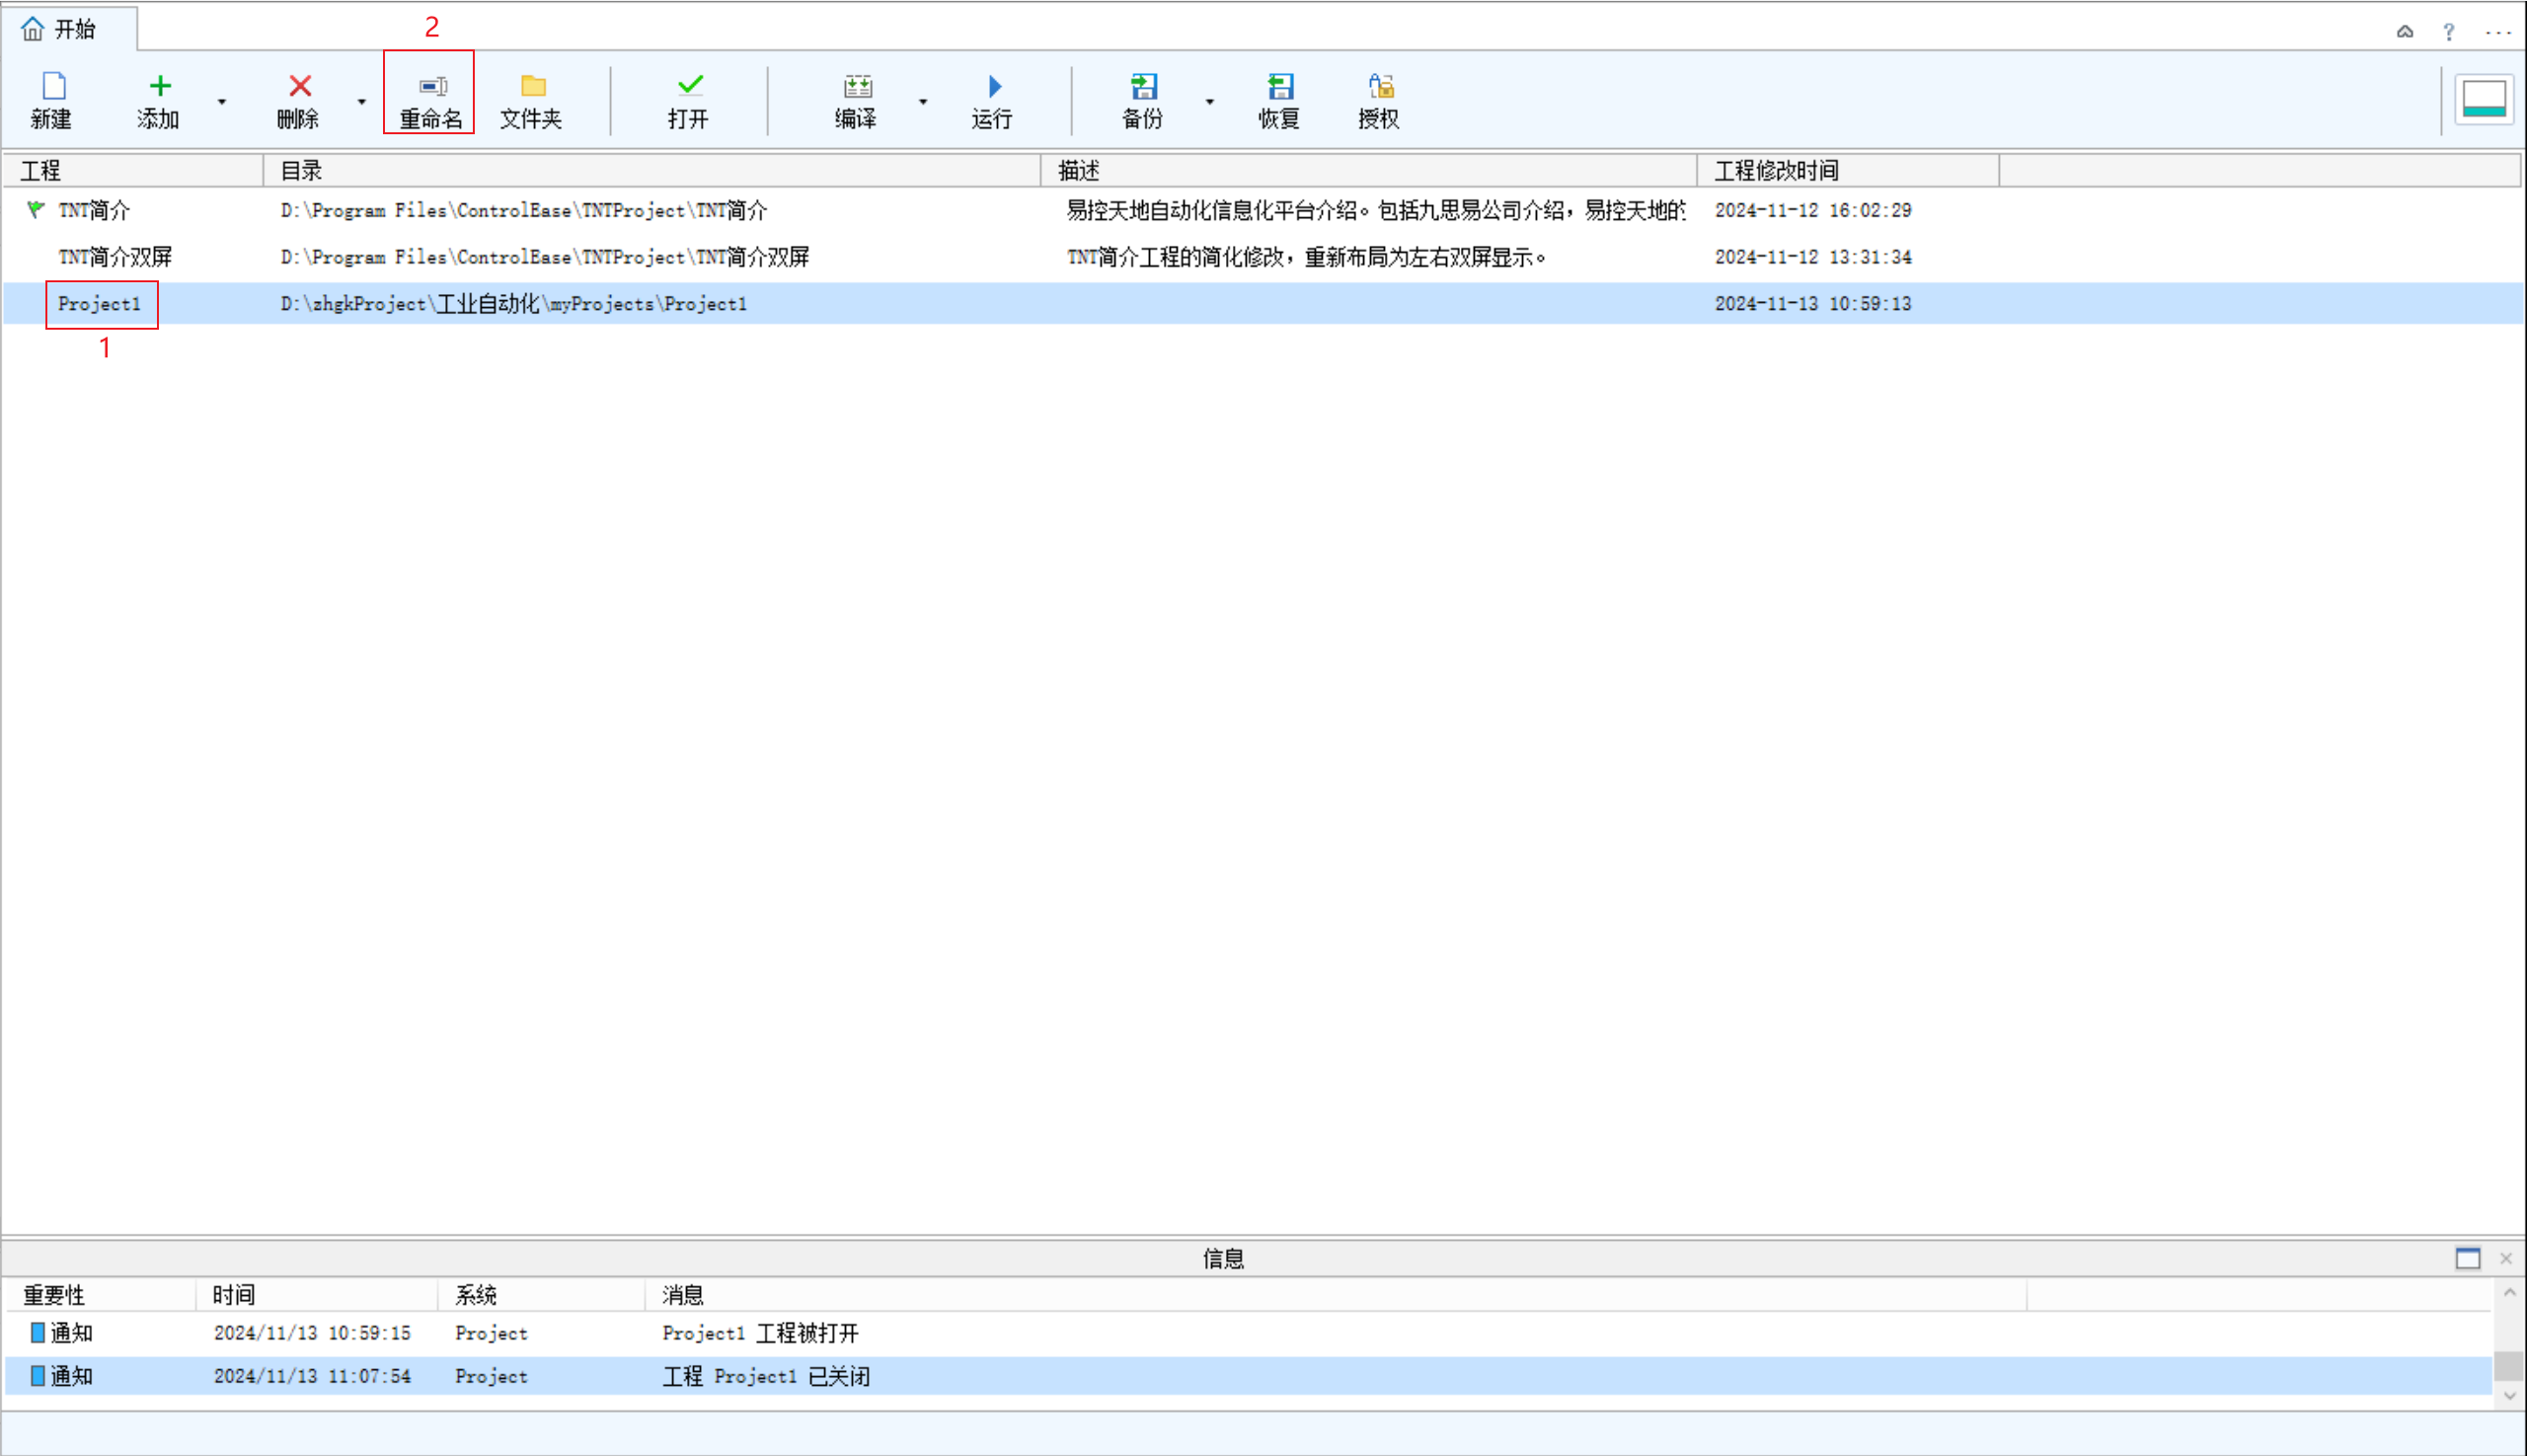 开始
2
? ...
新建 添加 删除 重命名 文件夹 打开 编译 运行 备份 恢复 授权
工程 目录 描述 工程修改时间
TNT简介 D:\Program Files\ControlEase\TNTProject\TNT简介 易控天地自动化信息化平台介绍。包括九思易公司介绍，易控天地的 2024-11-12 16:02:29
TNT简介双屏 D:\Program Files\ControlEase\TNTProject\TNT简介双屏 TNT简介工程的简化修改，重新布局为左右双屏显示。 2024-11-12 13:31:34
Project1 D:\zhgkProject\工业自动化\myProjects\Project1 2024-11-13 10:59:13
1
信息
重要性 时间 系统 消息
通知 2024/11/13 10:59:15 Project Project1 工程被打开
通知 2024/11/13 11:07:54 Project 工程 Project1 已关闭